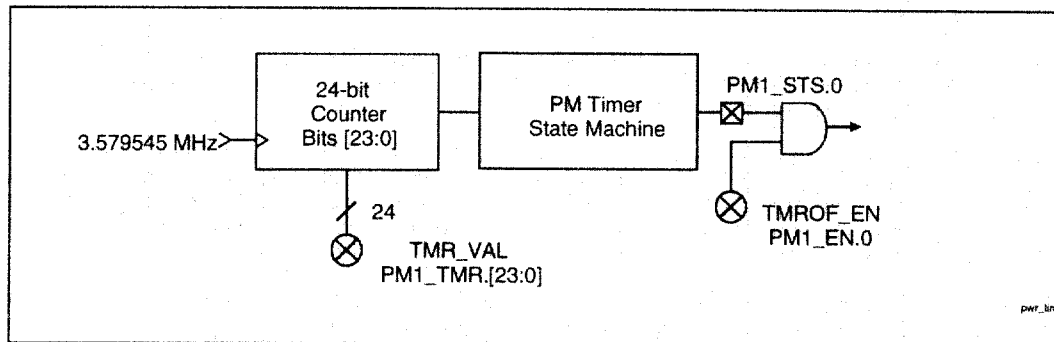 24-bit
Counter
Bits [23:0]
PM Timer
State Machine
PM1_STS.0
3.579545 MHz
24
TMR_VAL
PM1_TMR.[23:0]
TMROF_EN
PM1_EN.0